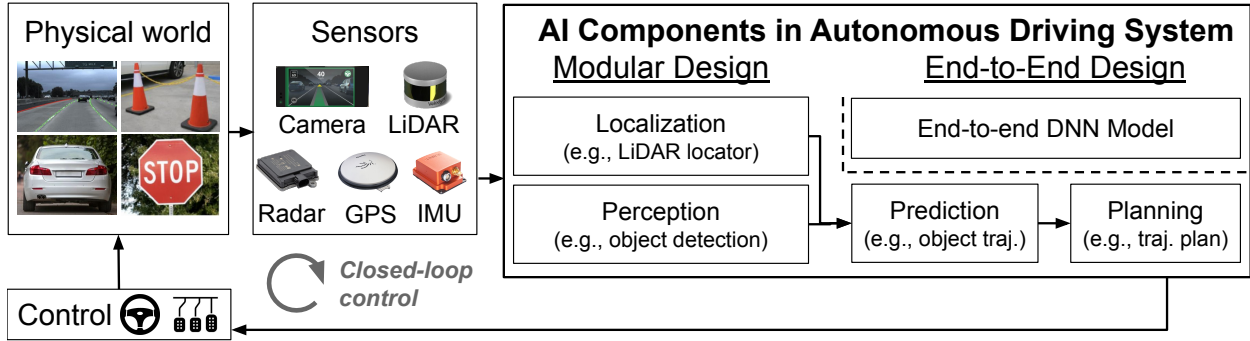 Physical world
STOP
Sensors
40
Camera
LiDAR
Radar
GPS
IMU
AI Components in Autonomous Driving System
Modular Design
End-to-End Design
Localization
(e.g., LiDAR locator)
End-to-end DNN Model
Perception
(e.g., object detection)
Prediction
(e.g., object traj.)
Planning
(e.g., traj. plan)
Closed-loop
control
Control